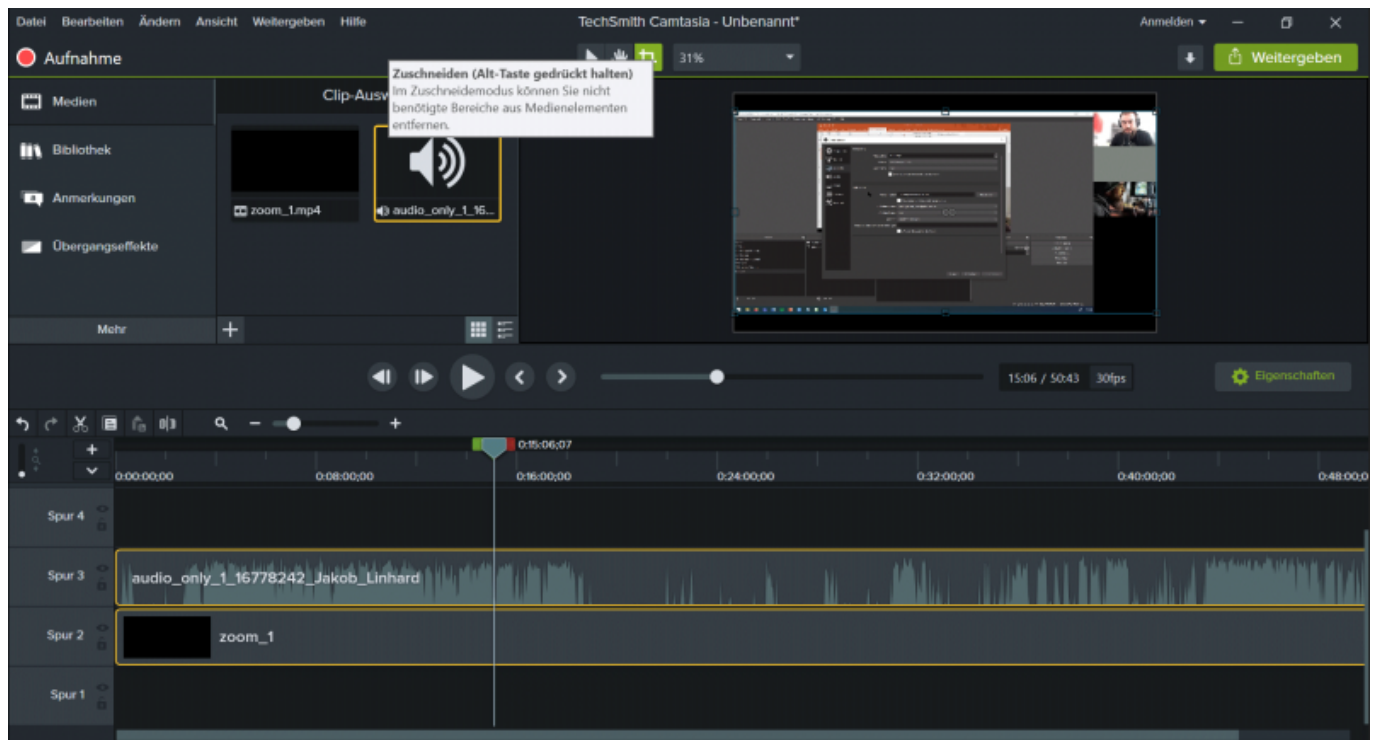 Datei Bearbeiten Ändern Ansicht Weitergeben Hilfe
TechSmith Camtasia - Unbenannt*
Anmelden
Aufnahme
31%
Weitergeben
Zuschneiden (Alt-Taste gedrückt halten)
Im Zuschneidemodus können Sie nicht
benötigte Bereiche aus Medienelementen
entfernen.
Medien
Clip-Ausw
Bibliothek
Anmerkungen
Übergangseffekte
zoom_1.mp4
audio_only_1_16...
Mehr
15:06 / 50:43 30fps
Eigenschaften
0:15:06;07
0:00:00;00 0:08:00;00 0:16:00;00 0:24:00;00 0:32:00;00 0:40:00;00 0:48:00;0
Spur 4
Spur 3
audio_only_1_16778242_Jakob_Linhard
Spur 2
zoom_1
Spur 1